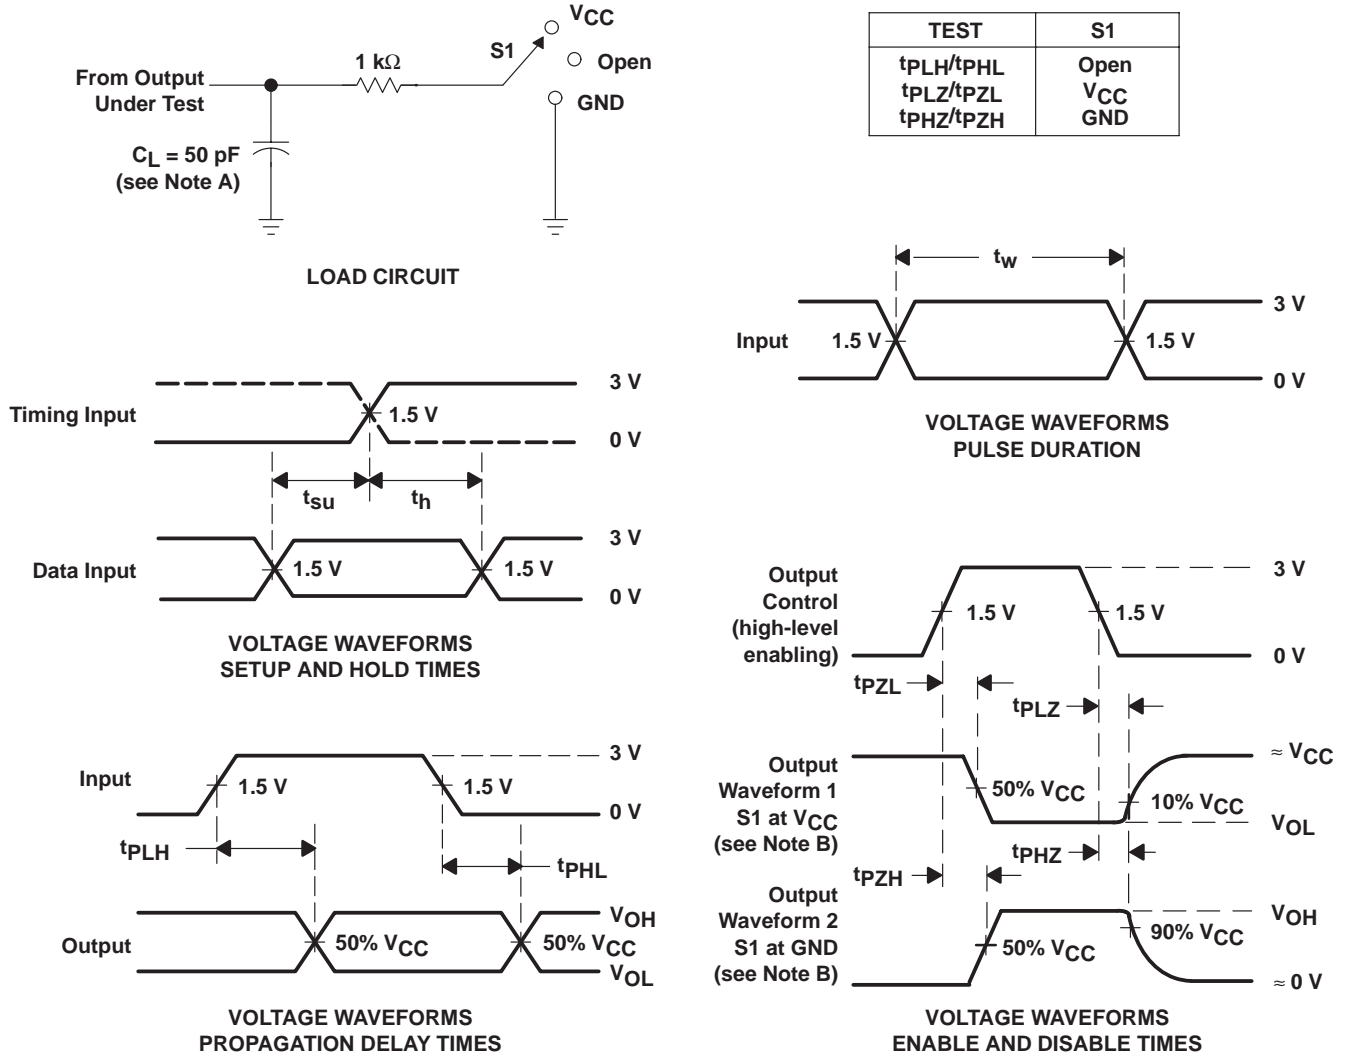 From Output
Under Test
1 kΩ
S1
VCC
Open
GND
CL = 50 pF
(see Note A)
LOAD CIRCUIT
TEST S1
tPLH/tPHL Open
tPLZ/tPZL VCC
tPHZ/tPZH GND
tw
Input
1.5 V
1.5 V
3 V
0 V
VOLTAGE WAVEFORMS
PULSE DURATION
Timing Input
1.5 V
3 V
0 V
tsu
th
Data Input
1.5 V
1.5 V
3 V
0 V
VOLTAGE WAVEFORMS
SETUP AND HOLD TIMES
Input
1.5 V
1.5 V
3 V
0 V
tPLH
tPHL
Output
50% VCC
50% VCC
VOH
VOL
VOLTAGE WAVEFORMS
PROPAGATION DELAY TIMES
Output
Control
(high-level
enabling)
1.5 V
1.5 V
3 V
0 V
tPZL
tPLZ
Output
Waveform 1
S1 at VCC
(see Note B)
50% VCC
10% VCC
≈ VCC
VOL
tPHZ
tPZH
Output
Waveform 2
S1 at GND
(see Note B)
50% VCC
90% VCC
VOH
≈ 0 V
VOLTAGE WAVEFORMS
ENABLE AND DISABLE TIMES